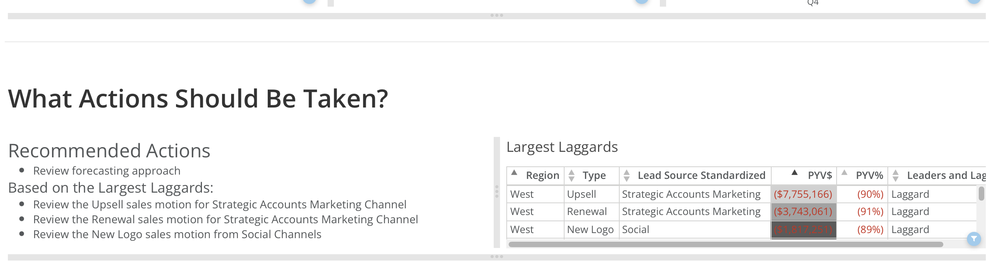 Q4
What Actions Should Be Taken?
Recommended Actions
• Review forecasting approach
Based on the Largest Laggards:
• Review the Upsell sales motion for Strategic Accounts Marketing Channel
• Review the Renewal sales motion for Strategic Accounts Marketing Channel
• Review the New Logo sales motion from Social Channels
Largest Laggards
Region Type Lead Source Standardized PYV$ PYV% Leaders and Lag
West Upsell Strategic Accounts Marketing ($7,755,166) (90%) Laggard
West Renewal Strategic Accounts Marketing ($3,743,061) (91%) Laggard
West New Logo Social ($1,817,251) (89%) Laggard